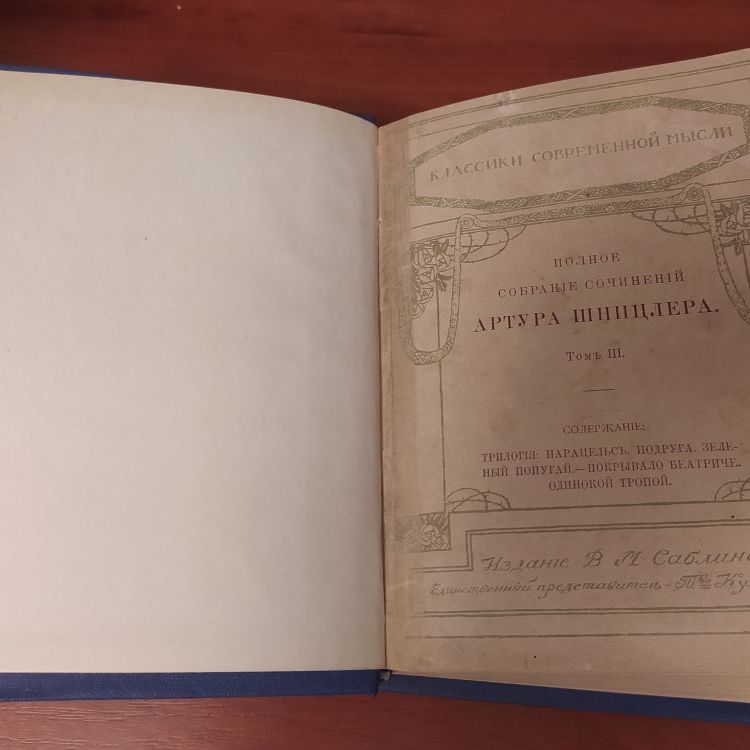 КЛАССИКИ СОВРЕМЕННОЙ МЫСЛИ
ПОЛНОЕ
СОБРАНІЕ СОЧИНЕНІЙ
АРТУРА ШНИЦЛЕРА.
Томъ III.
СОДЕРЖАНІЕ:
ТРИЛОГІЯ: ПАРАЦЕЛЬСЪ. ПОДРУГА. ЗЕЛЕ-
НЫЙ ПОПУГАЙ.—ПОКРЫВАЛО БЕАТРИЧЕ.
ОДИНОКОЙ ТРОПОЙ.
Изданіе В М Саблина
Единственный представитель - Тво